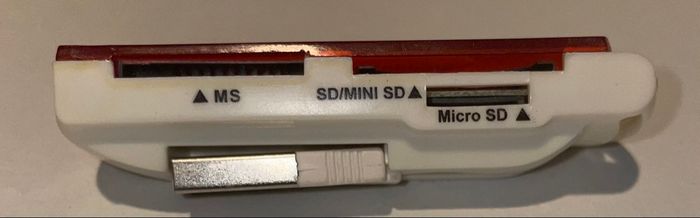 ▲ MS
SD/MINI SD ▲
Micro SD ▲